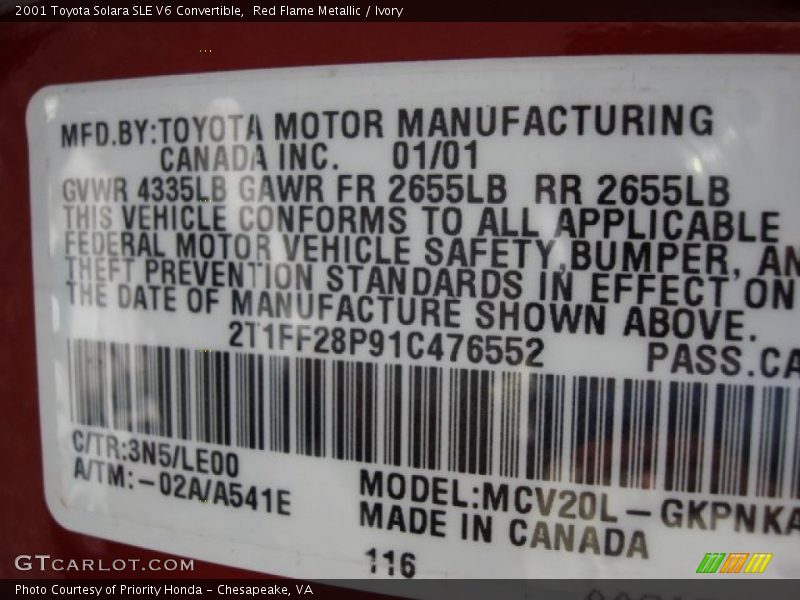 2001 Toyota Solara SLE V6 Convertible,  Red Flame Metallic / Ivory
MFD.BY:TOYOTA MOTOR MANUFACTURING
CANADA INC. 01/01
GVWR 4335LB GAWR FR 2655LB RR 2655LB
THIS VEHICLE CONFORMS TO ALL APPLICABLE
FEDERAL MOTOR VEHICLE SAFETY,BUMPER, AN
THEFT PREVENTION STANDARDS IN EFFECT ON
THE DATE OF MANUFACTURE SHOWN ABOVE.
2T1FF28P91C476552 PASS.CA
C/TR:3N5/LE00
A/TM:-02A/A541E
MODEL:MCV20L-GKPNKA
MADE IN CANADA
116
GTCARLOT.COM
Photo Courtesy of Priority Honda - Chesapeake, VA